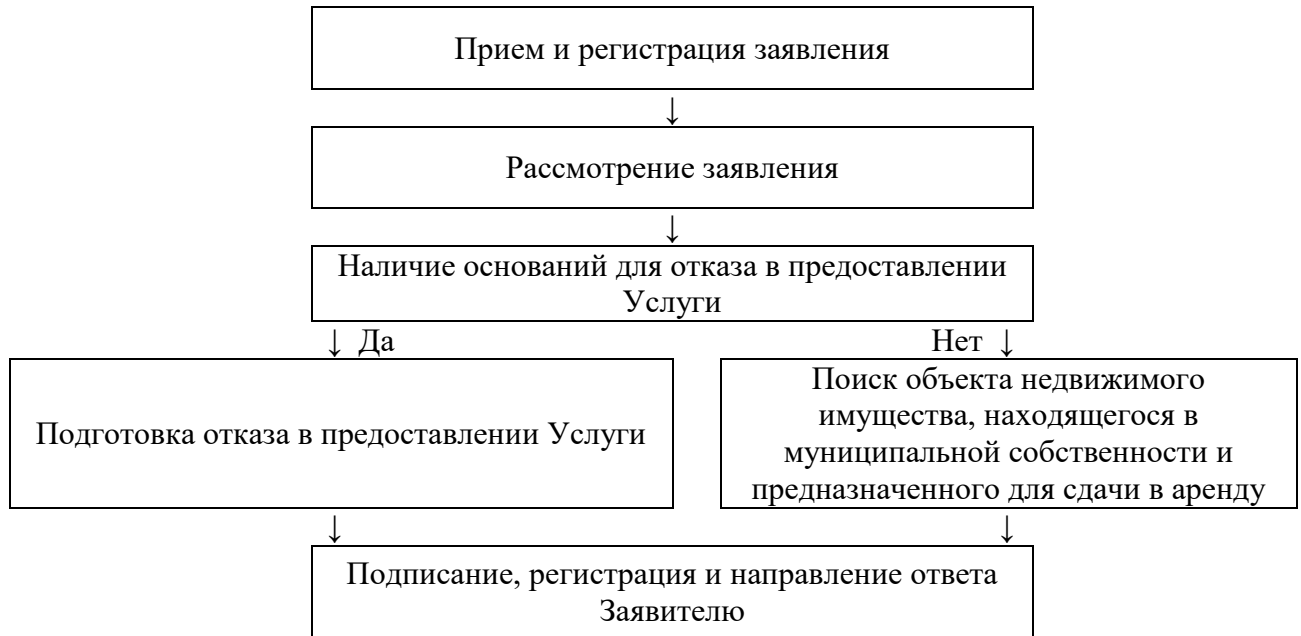 Прием и регистрация заявления
↓
Рассмотрение заявления
↓
Наличие оснований для отказа в предоставлении
Услуги
↓ Да
Нет ↓
Подготовка отказа в предоставлении Услуги
Поиск объекта недвижимого
имущества, находящегося в
муниципальной собственности и
предназначенного для сдачи в аренду
↓
↓
Подписание, регистрация и направление ответа
Заявителю